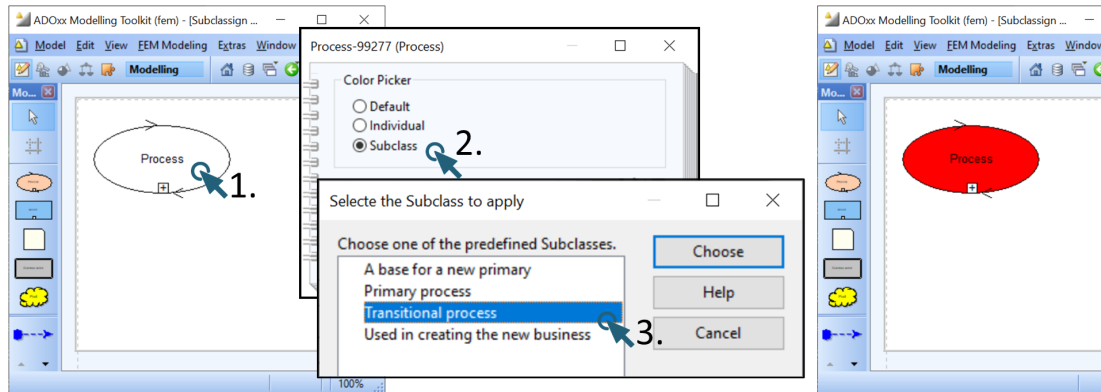 ADOxx Modelling Toolkit (fem) - [Subclassign ...
Model Edit View FEM Modeling Extras Window
Modelling
Mo...
Process
1.
100%
Process-99277 (Process)
Color Picker
Default
Individual
Subclass
2.
Selecte the Subclass to apply
Choose one of the predefined Subclasses.
A base for a new primary
Primary process
Transitional process
Used in creating the new business
3.
Choose
Help
Cancel
ADOxx Modelling Toolkit (fem) - [Subclassign ...
Model Edit View FEM Modeling Extras Window
Modelling
Mo...
Process